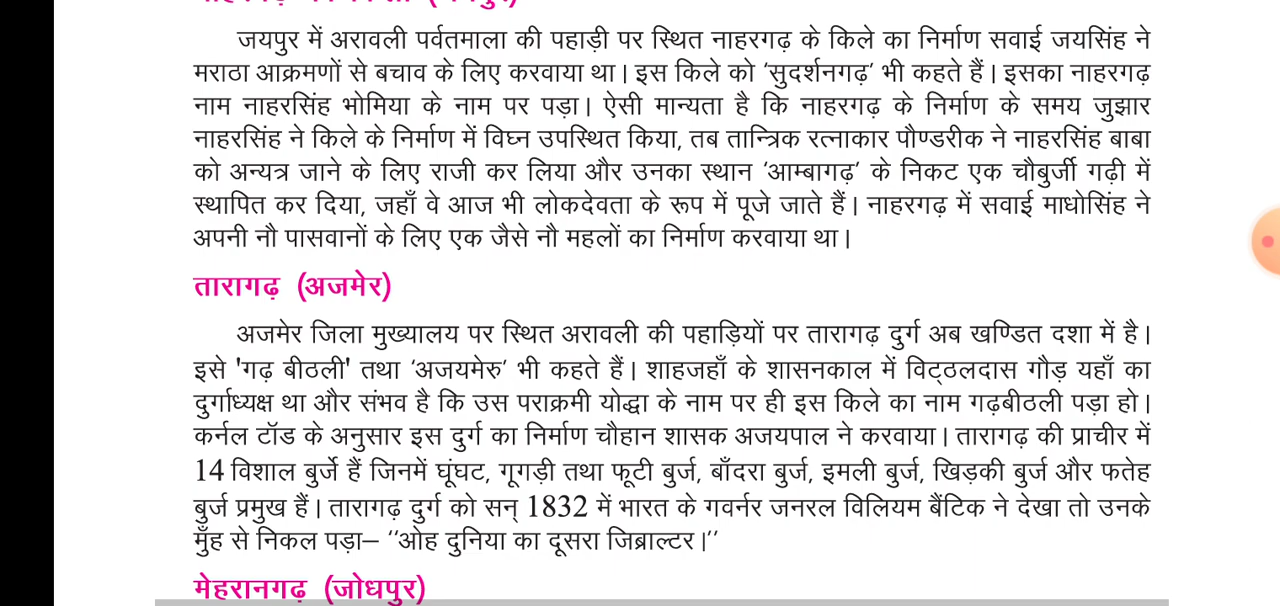 जयपुर में अरावली पर्वतमाला की पहाड़ी पर स्थित नाहरगढ़ के किले का निर्माण सवाई जयसिंह ने
मराठा आक्रमणों से बचाव के लिए करवाया था। इस किले को ‘सुदर्शनगढ़’ भी कहते हैं। इसका नाहरगढ़
नाम नाहरसिंह भोमिया के नाम पर पड़ा। ऐसी मान्यता है कि नाहरगढ़ के निर्माण के समय जुझार
नाहरसिंह ने किले के निर्माण में विघ्न उपस्थित किया, तब तान्त्रिक रत्नाकार पौण्डरीक ने नाहरसिंह बाबा
को अन्यत्र जाने के लिए राजी कर लिया और उनका स्थान ‘आम्बागढ़’ के निकट एक चौबुर्जी गढ़ी में
स्थापित कर दिया, जहाँ वे आज भी लोकदेवता के रूप में पूजे जाते हैं। नाहरगढ़ में सवाई माधोसिंह ने
अपनी नौ पासवानों के लिए एक जैसे नौ महलों का निर्माण करवाया था।
तारागढ़ (अजमेर)
अजमेर जिला मुख्यालय पर स्थित अरावली की पहाड़ियों पर तारागढ़ दुर्ग अब खण्डित दशा में है।
इसे 'गढ़ बीठली' तथा ‘अजयमेरु’ भी कहते हैं। शाहजहाँ के शासनकाल में विट्ठलदास गौड़ यहाँ का
दुर्गाध्यक्ष था और संभव है कि उस पराक्रमी योद्धा के नाम पर ही इस किले का नाम गढ़बीठली पड़ा हो।
कर्नल टॉड के अनुसार इस दुर्ग का निर्माण चौहान शासक अजयपाल ने करवाया। तारागढ़ की प्राचीर में
14 विशाल बुर्जे हैं जिनमें घूंघट, गूगड़ी तथा फूटी बुर्ज, बाँदरा बुर्ज, इमली बुर्ज, खिड़की बुर्ज और फतेह
बुर्ज प्रमुख हैं। तारागढ़ दुर्ग को सन् 1832 में भारत के गवर्नर जनरल विलियम बैंटिक ने देखा तो उनके
मुँह से निकल पड़ा– ‘‘ओह दुनिया का दूसरा जिब्राल्टर।’’
मेहरानगढ़ (जोधपुर)